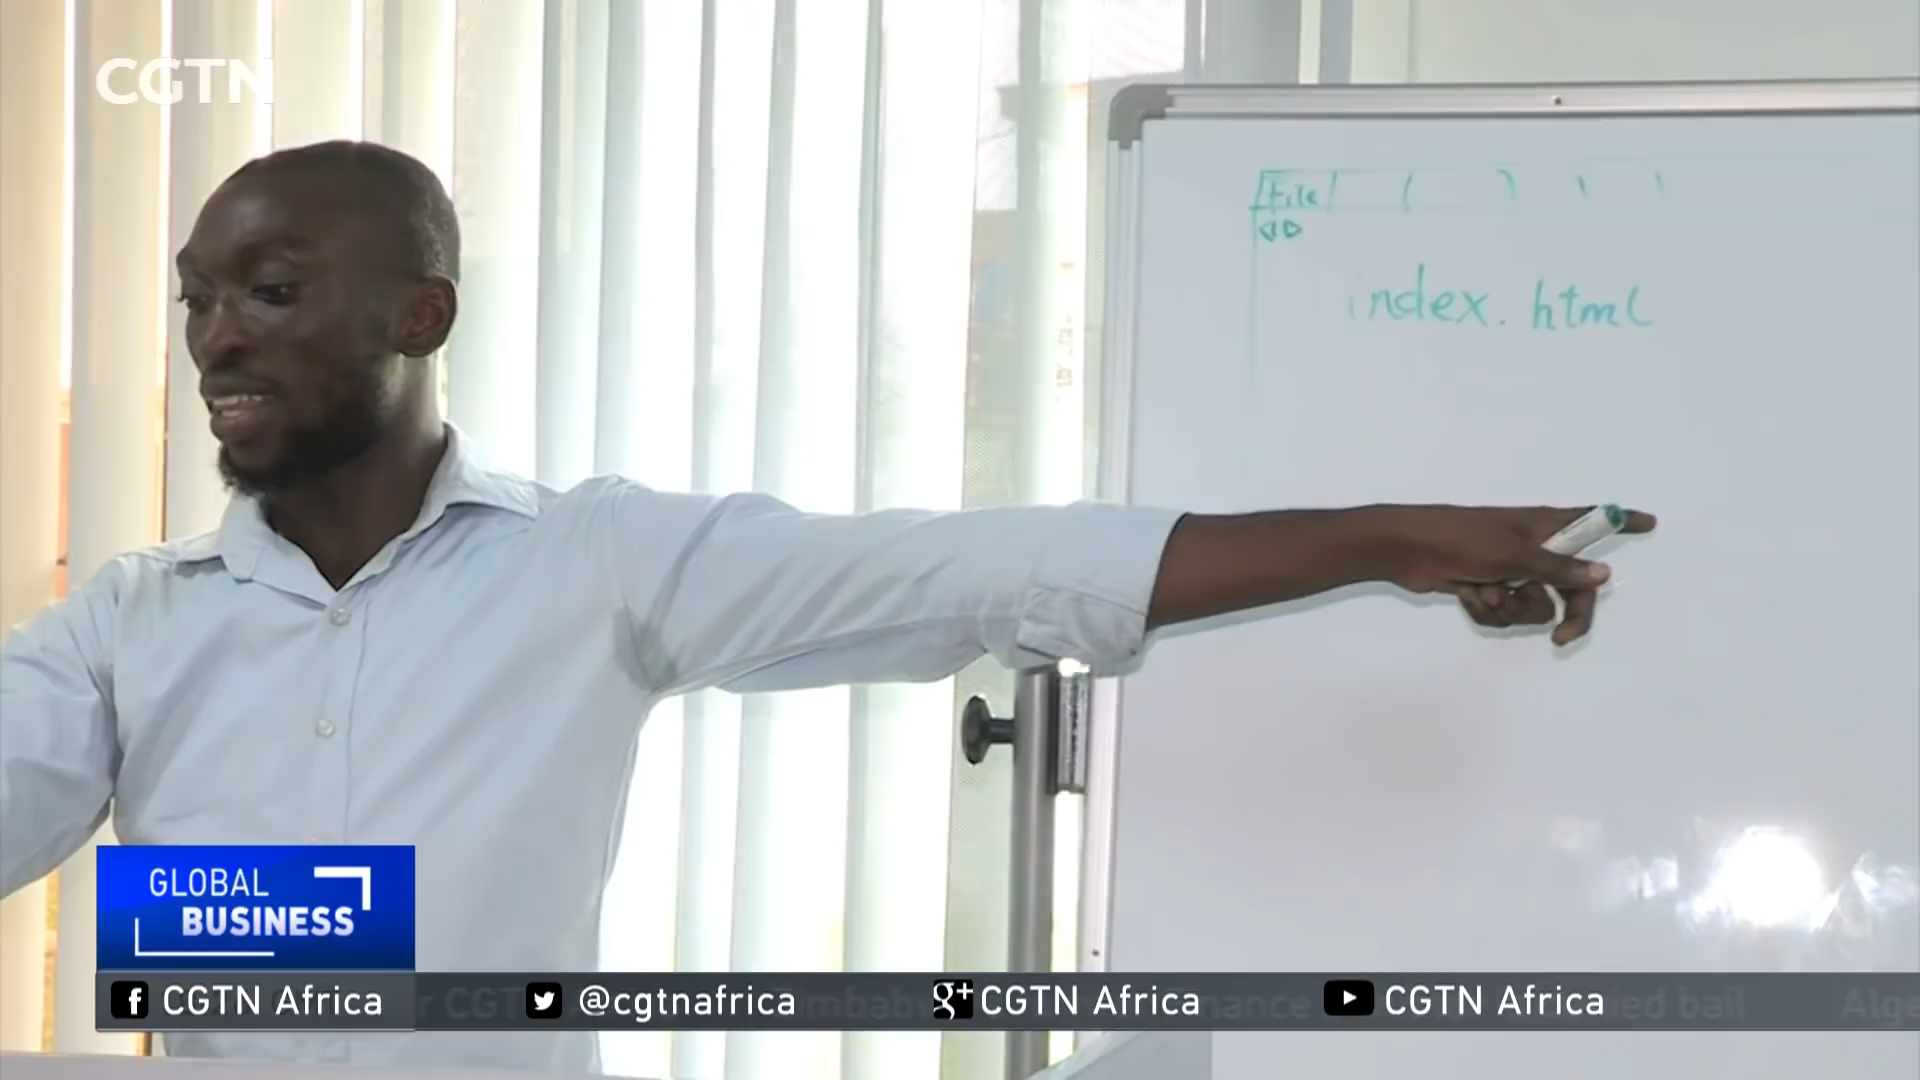 CGTN
File
index.html
GLOBAL
BUSINESS
CGTN Africa
@cgtnafrica
g+ CGTN Africa
CGTN Africa